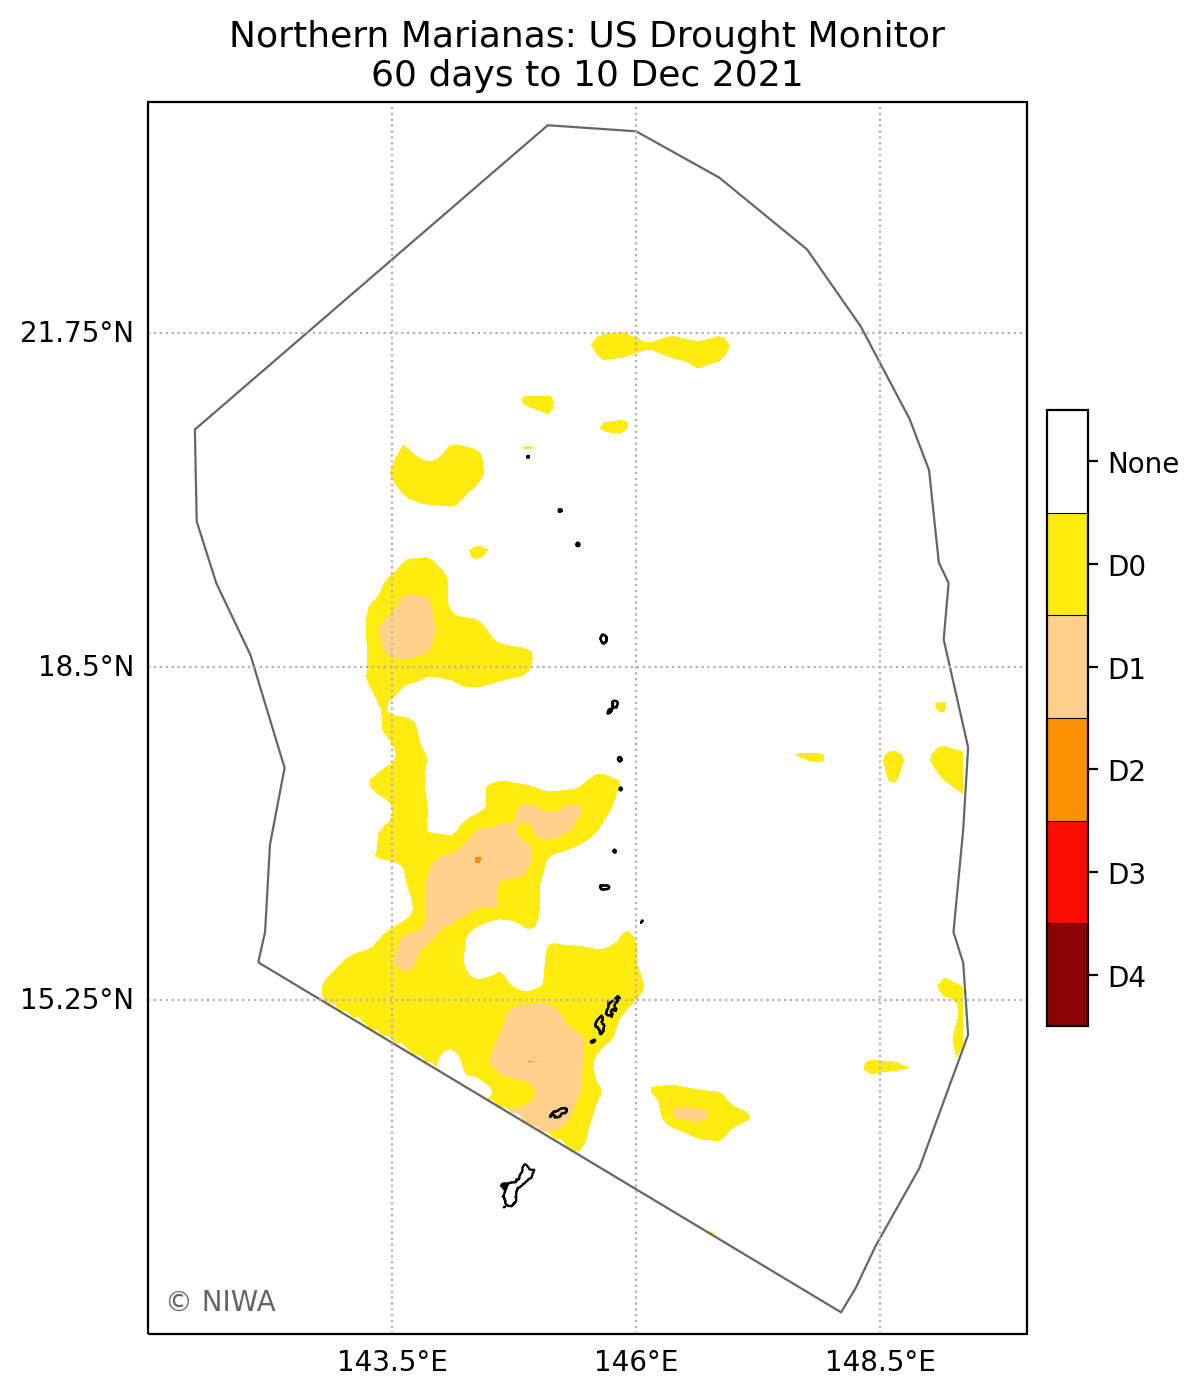 Northern Marianas: US Drought Monitor
60 days to 10 Dec 2021
21.75°N
18.5°N
15.25°N
143.5°E
146°E
148.5°E
None
D0
D1
D2
D3
D4
© NIWA